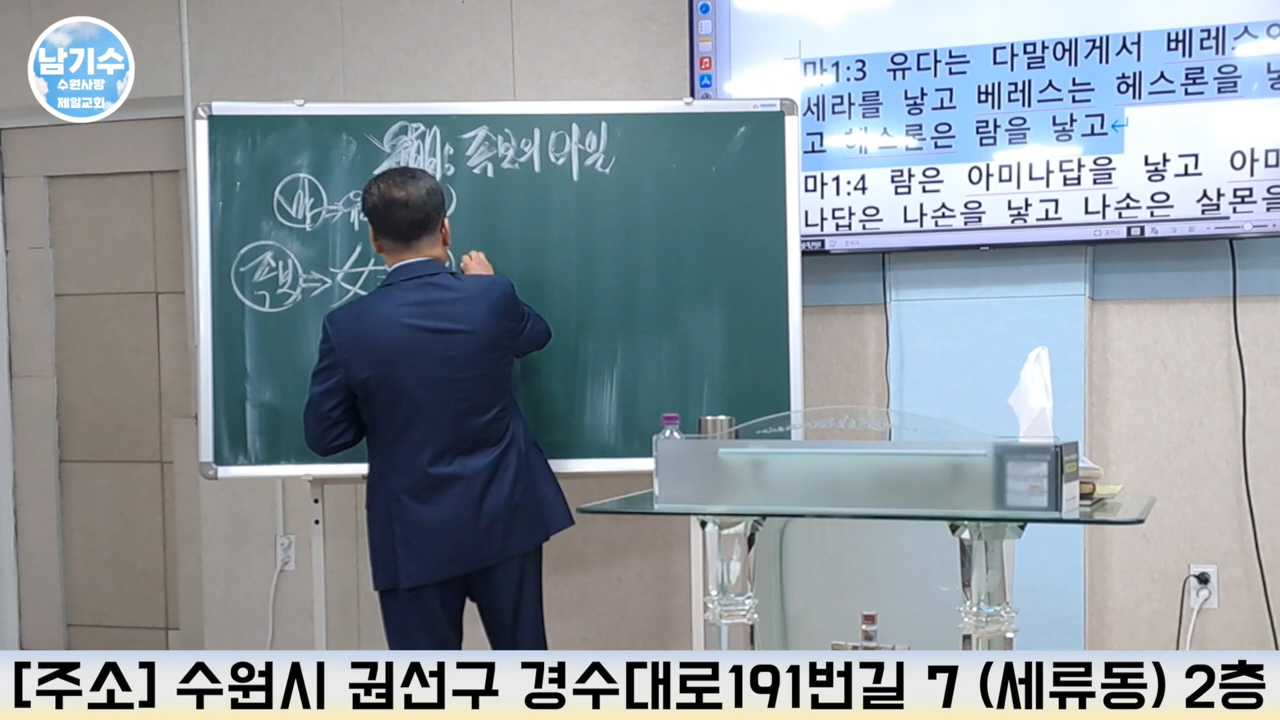 남기수
수원사랑
제일교회
족보의 마일
족보 ⇒ 女
마1:3 유다는 다말에게서 베레스와
세라를 낳고 베레스는 헤스론을 낳
고 헤스론은 람을 낳고
마1:4 람은 아미나답을 낳고 아미
나답은 나손을 낳고 나손은 살몬을
[주소] 수원시 권선구 경수대로191번길 7 (세류동) 2층